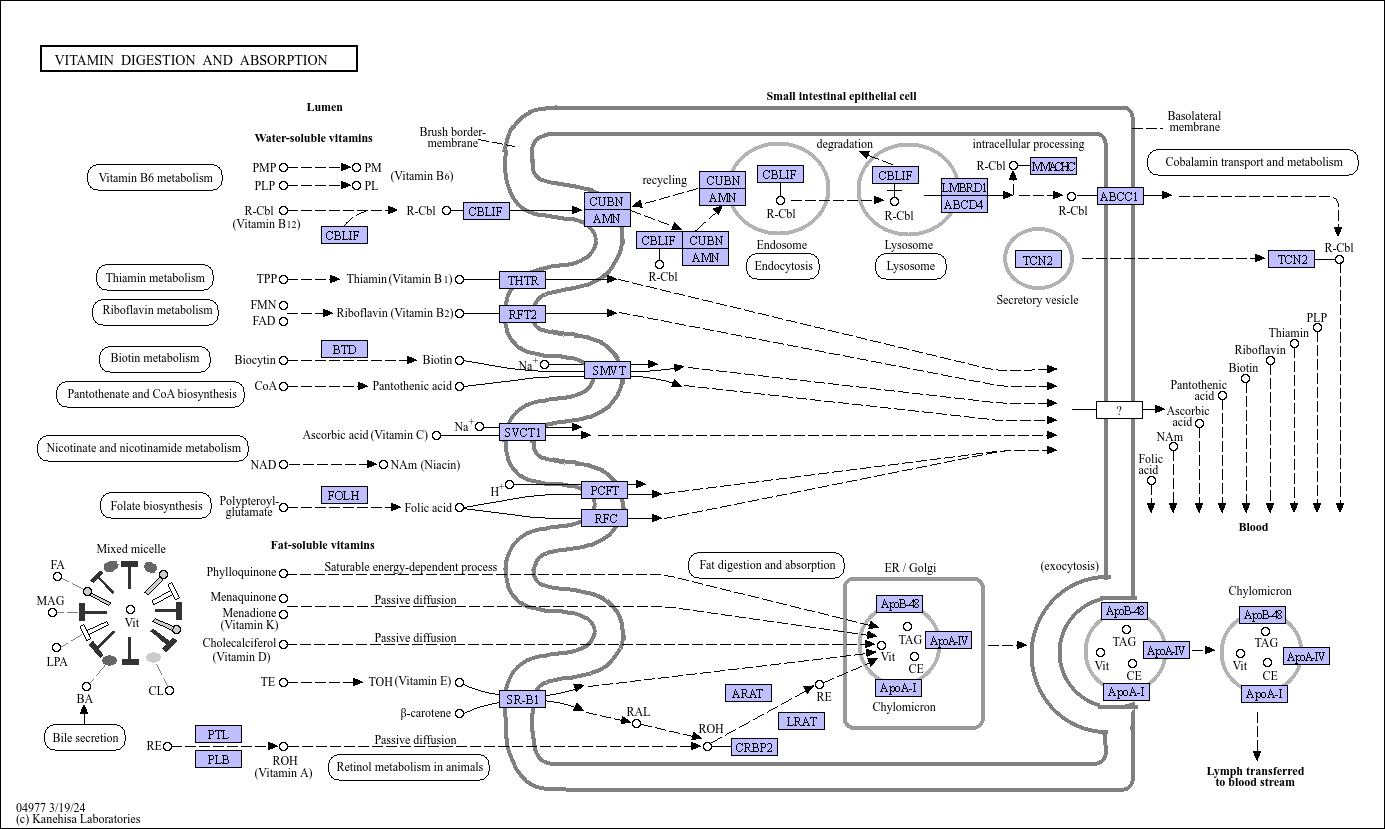 VITAMIN DIGESTION AND ABSORPTION
Lumen
Small intestinal epithelial cell
Water-soluble vitamins
Brush border-
membrane
Basolateral
membrane
Vitamin B6 metabolism
PMP
PM
PLP
PL
(Vitamin B6)
degradation
intracellular processing
Cobalamin transport and metabolism
recycling
CUBN
AMN
CBLIF
R-Cbl
CBLIF
R-Cbl
LMBRD1
ABCD4
R-Cbl
MMACHC
R-Cbl
ABCC1
R-Cbl
(Vitamin B12)
CBLIF
R-Cbl
CBLIF
CUBN
AMN
CBLIF
CUBN
AMN
R-Cbl
Endosome
Endocytosis
Lysosome
Lysosome
TCN2
Secretory vesicle
TCN2
R-Cbl
Thiamin metabolism
TPP
Thiamin (Vitamin B1)
THTR
Riboflavin metabolism
FMN
FAD
Riboflavin (Vitamin B2)
RFT2
Biotin metabolism
Biocytin
BTD
Biotin
Na+
SMVT
Pantothenate and CoA biosynthesis
CoA
Pantothenic acid
Nicotinate and nicotinamide metabolism
Ascorbic acid (Vitamin C)
Na+
SVCT1
NAD
NAm (Niacin)
Folate biosynthesis
Polypteroyl-
glutamate
FOLH
Folic acid
H+
PCFT
RFC
?
PLP
Thiamin
Riboflavin
Biotin
Pantothenic
acid
Ascorbic
acid
NAm
Folic
acid
Blood
Fat-soluble vitamins
Mixed micelle
FA
MAG
LPA
BA
CL
Vit
Bile secretion
Phylloquinone
Saturable energy-dependent process
Menaquinone
Menadione
(Vitamin K)
Passive diffusion
Cholecalciferol
(Vitamin D)
Passive diffusion
TE
TOH (Vitamin E)
β-carotene
SR-B1
RE
PTL
PLB
ROH
(Vitamin A)
Passive diffusion
Retinol metabolism in animals
RAL
ROH
CRBP2
ARAT
LRAT
RE
Fat digestion and absorption
ER / Golgi
ApoB-48
TAG
ApoA-IV
Vit
CE
ApoA-I
Chylomicron
(exocytosis)
ApoB-48
TAG
ApoA-IV
Vit
CE
ApoA-I
Chylomicron
ApoB-48
TAG
ApoA-IV
Vit
CE
ApoA-I
Lymph transferred
to blood stream
04977 3/19/24
(c) Kanehisa Laboratories